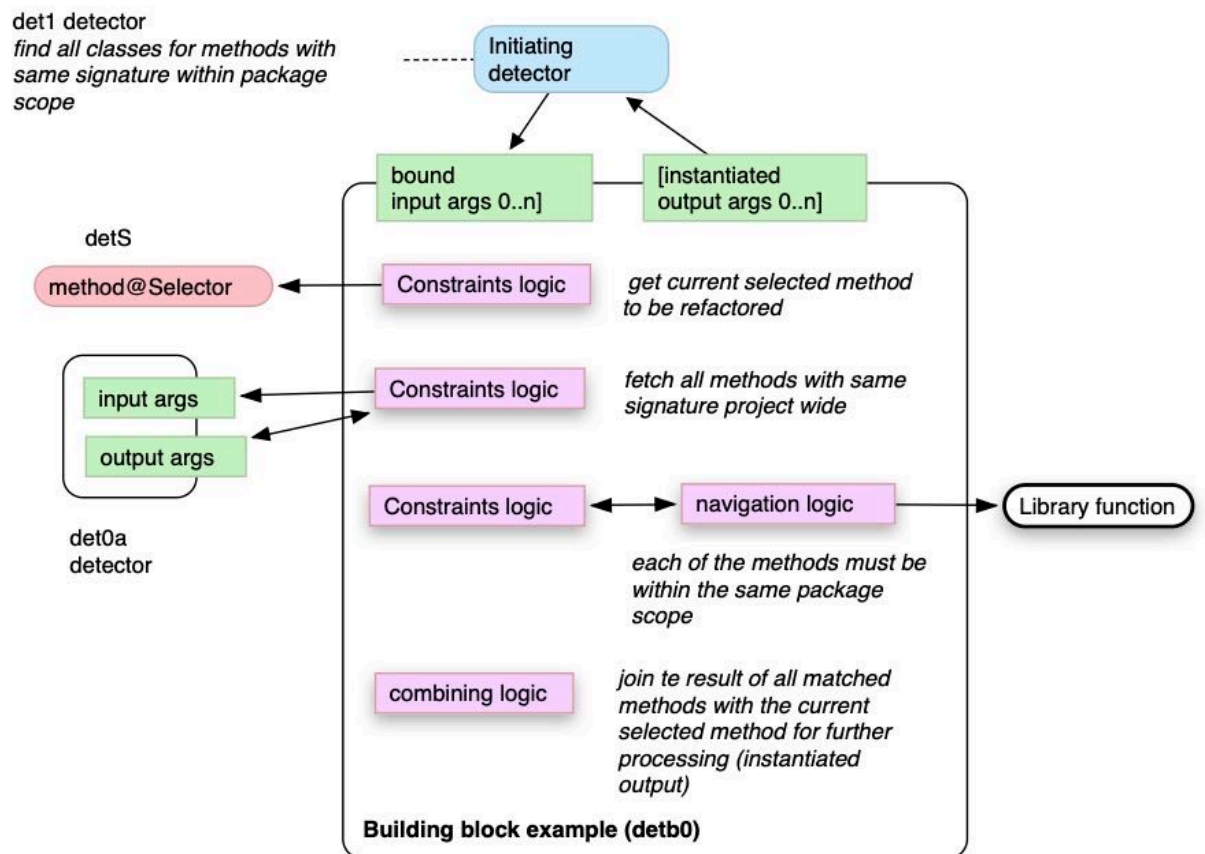 det1 detector
find all classes for methods with
same signature within package
scope
Initiating
detector
bound
input args 0..n]
[instantiated
output args 0..n]
detS
method@Selector
Constraints logic
get current selected method
to be refactored
input args
output args
Constraints logic
fetch all methods with same
signature project wide
det0a
detector
Constraints logic
navigation logic
Library function
each of the methods must be
within the same package
scope
combining logic
join te result of all matched
methods with the current
selected method for further
processing (instantiated
output)
Building block example (detb0)